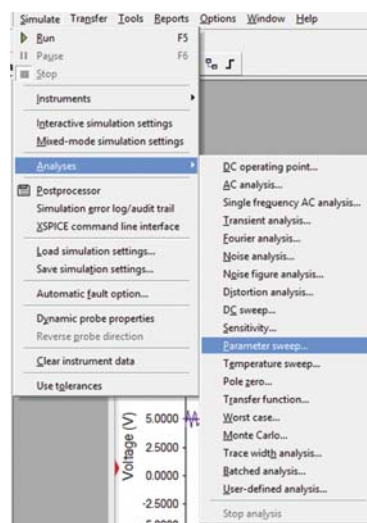 Simulate Transfer Tools Reports Options Window Help
Run F5
Pause F6
Stop
Instruments
Interactive simulation settings
Mixed-mode simulation settings
Analyses
Postprocessor
Simulation error log/audit trail
XSPICE command line interface
Load simulation settings...
Save simulation settings...
Automatic fault option...
Dynamic probe properties
Reverse probe direction
Clear instrument data
Use tolerances
DC operating point...
AC analysis...
Single frequency AC analysis...
Transient analysis...
Fourier analysis...
Noise analysis...
Noise figure analysis...
Distortion analysis...
DC sweep...
Sensitivity...
Parameter sweep...
Temperature sweep...
Pole zero...
Transfer function...
Worst case...
Monte Carlo...
Trace width analysis...
Batched analysis...
User-defined analysis...
Stop analysis
Voltage (V)
5.0000
2.5000
0.0000
-2.5000